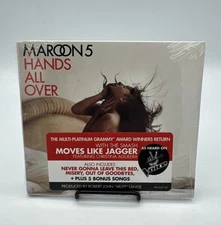 MAROON 5
HANDS
ALL
OVER
THE MULTI-PLATINUM GRAMMY® AWARD WINNERS RETURN
WITH THE SMASH
MOVES LIKE JAGGER
FEATURING CHRISTINA AGUILERA
AS HEARD ON
ALSO INCLUDES
NEVER GONNA LEAVE THIS BED,
MISERY, OUT OF GOODBYES,
+ PLUS 5 BONUS SONGS
PRODUCED BY ROBERT JOHN "MUTT" LANGE